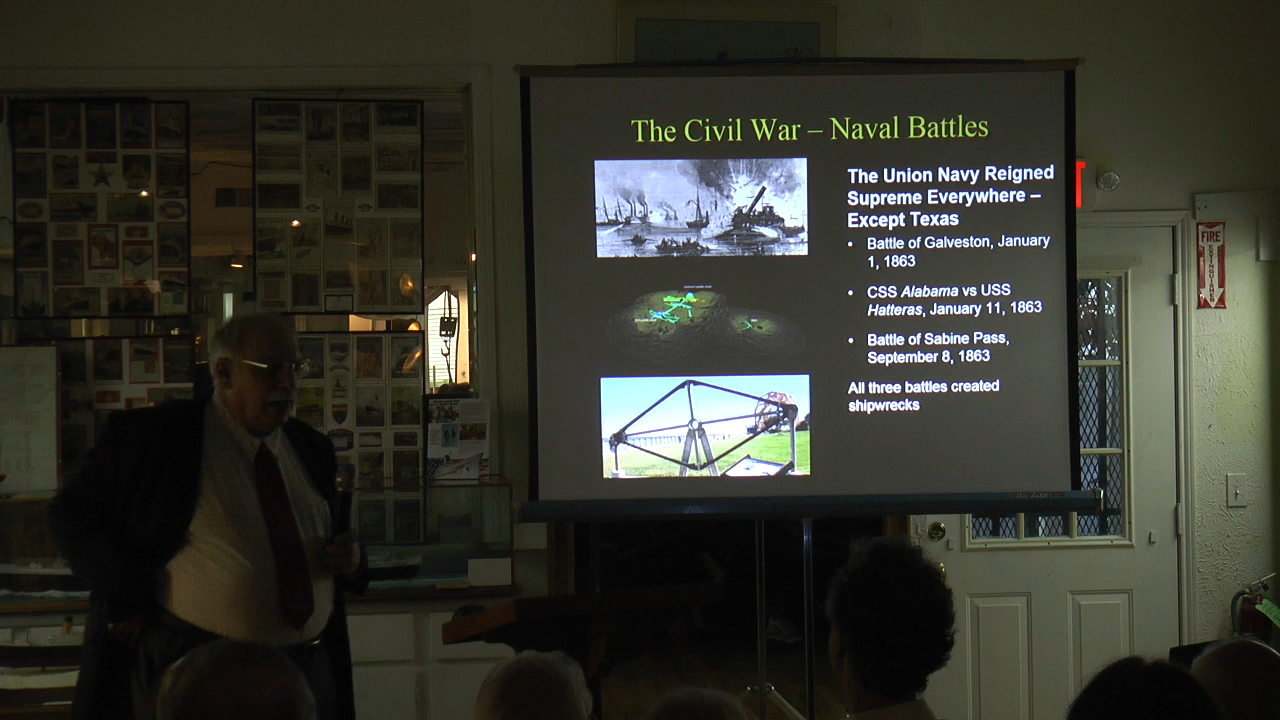 The Civil War – Naval Battles
The Union Navy Reigned
Supreme Everywhere –
Except Texas
• Battle of Galveston, January
1, 1863
• CSS Alabama vs USS
Hatteras, January 11, 1863
• Battle of Sabine Pass,
September 8, 1863
All three battles created
shipwrecks
FIRE
EXTINGUISHER